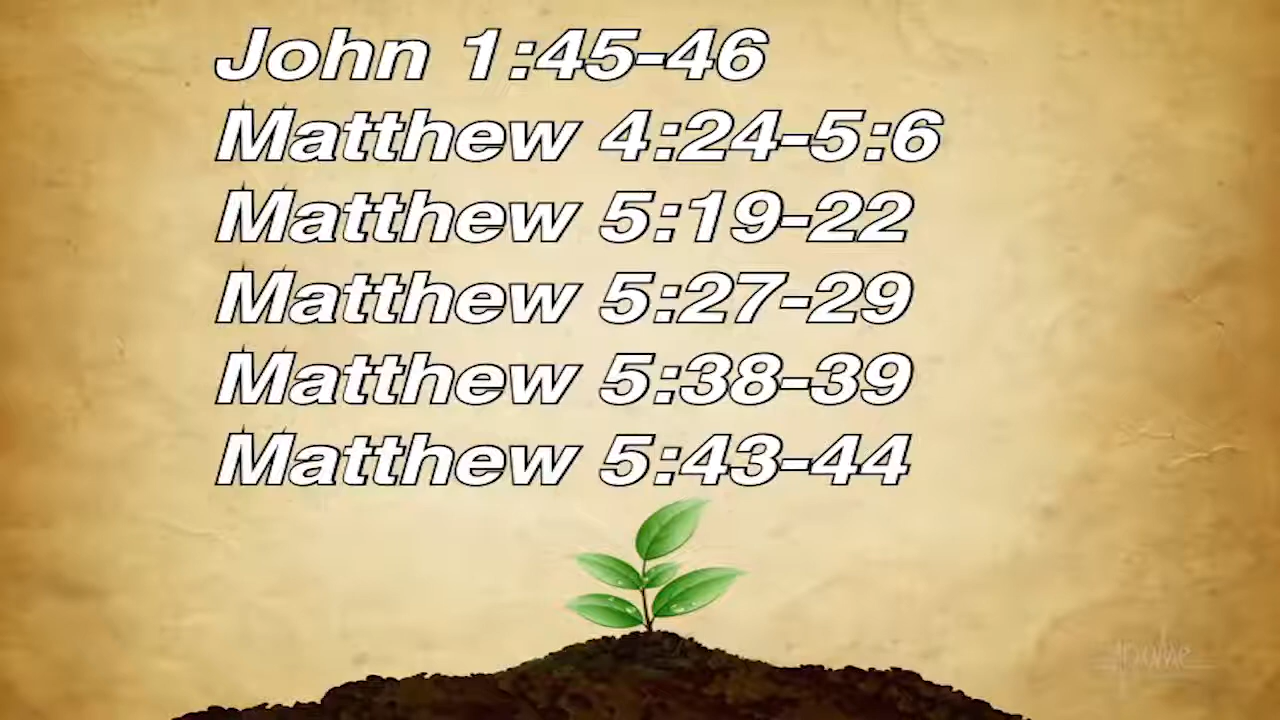 John 1:45-46
Matthew 4:24-5:6
Matthew 5:19-22
Matthew 5:27-29
Matthew 5:38-39
Matthew 5:43-44